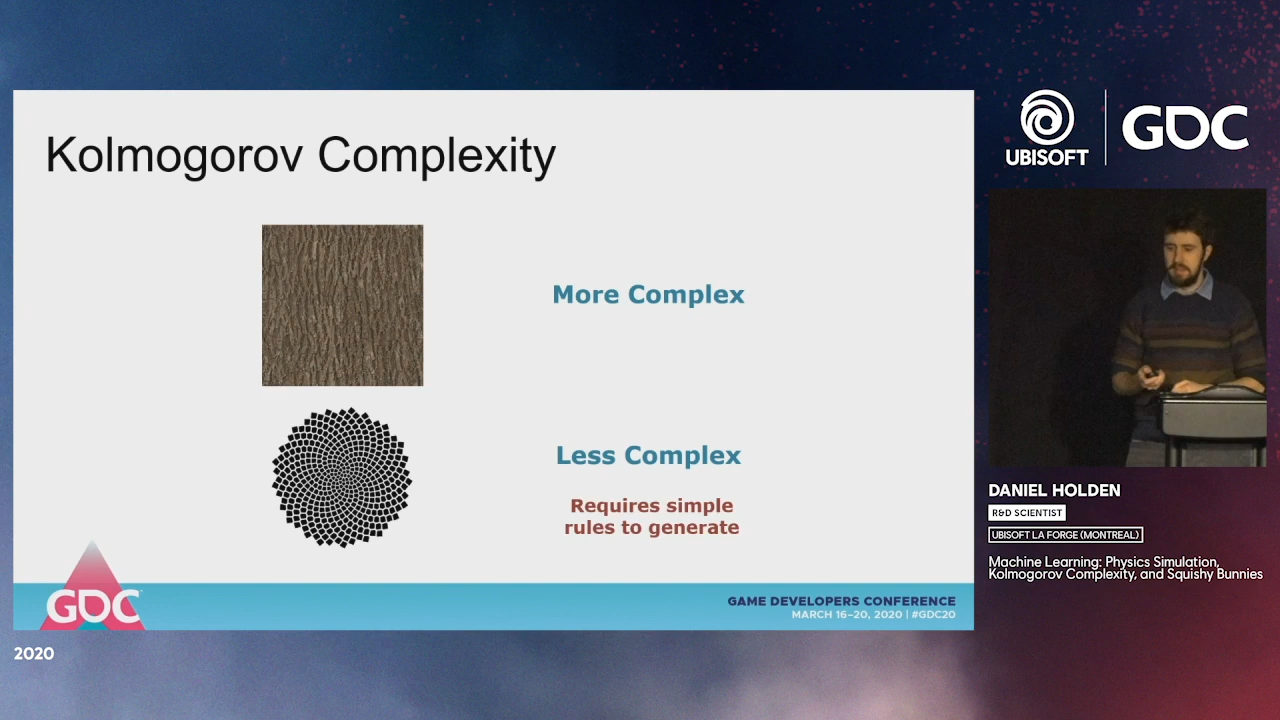 Kolmogorov Complexity
More Complex
Less Complex
Requires simple
rules to generate
GDC
GAME DEVELOPERS CONFERENCE
MARCH 16–20, 2020 | #GDC20
2020
UBISOFT
GDC
DANIEL HOLDEN
R&D SCIENTIST
UBISOFT LA FORGE (MONTREAL)
Machine Learning: Physics Simulation,
Kolmogorov Complexity, and Squishy Bunnies